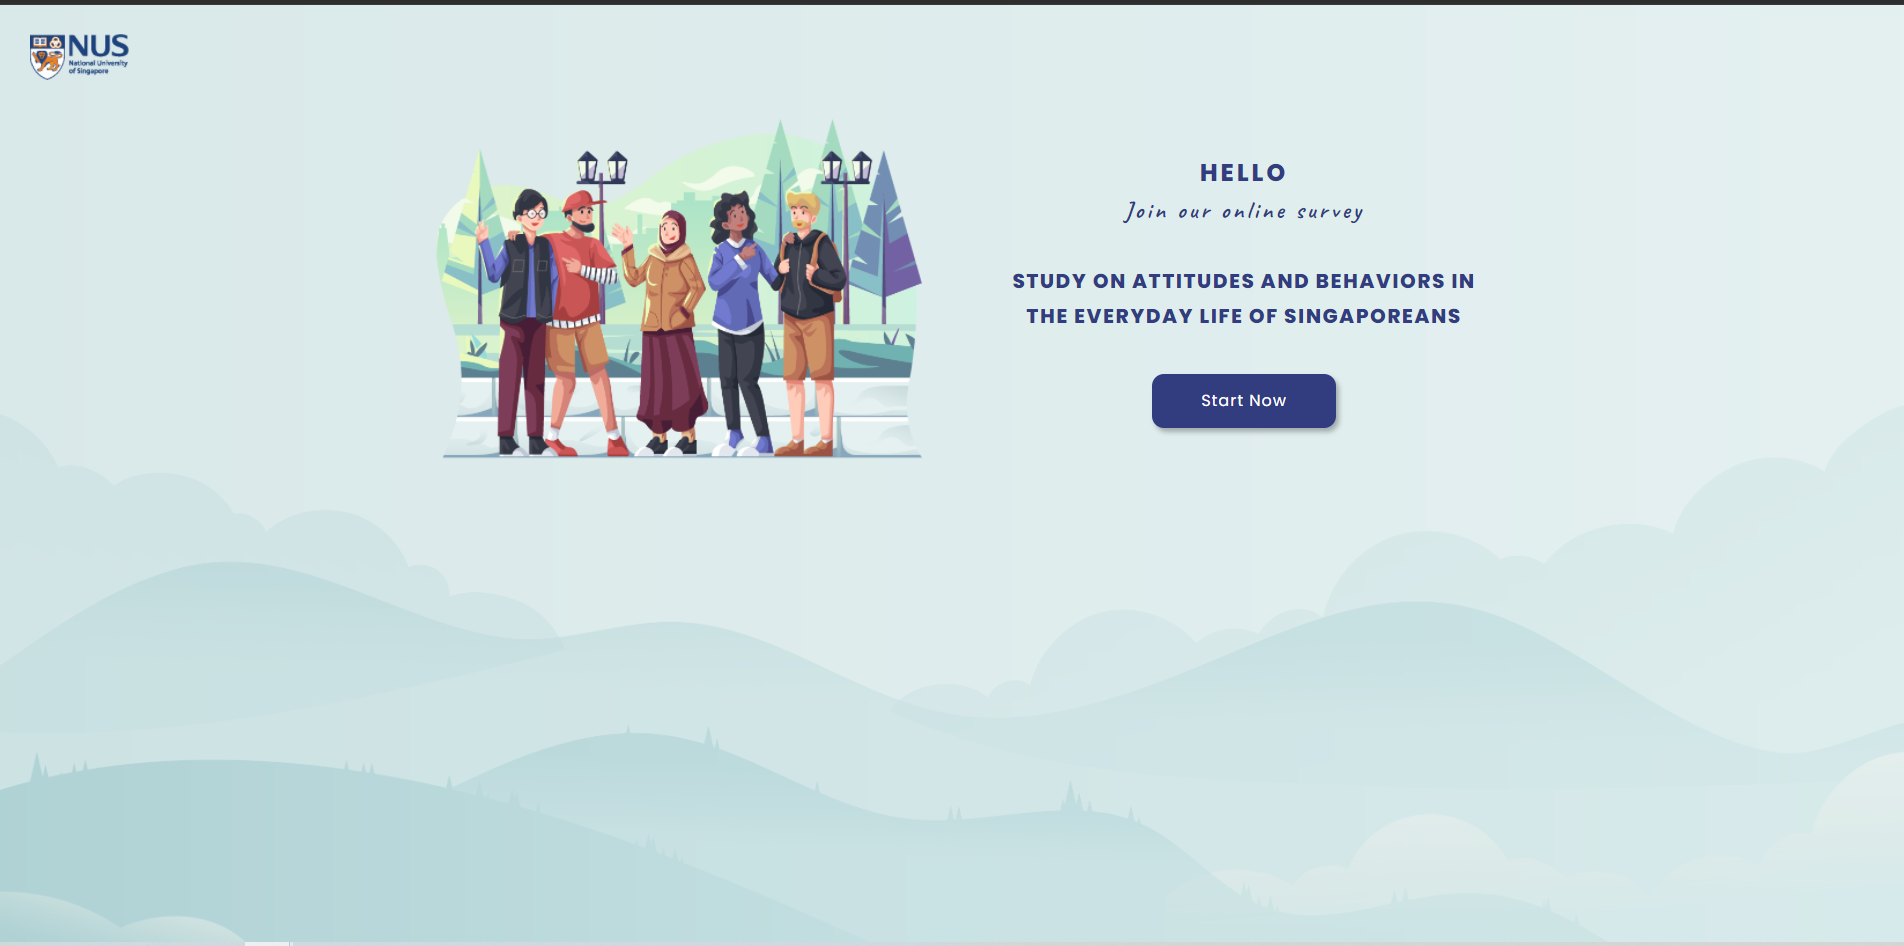 NUS
National University
of Singapore
HELLO
Join our online survey
STUDY ON ATTITUDES AND BEHAVIORS IN
THE EVERYDAY LIFE OF SINGAPOREANS
Start Now